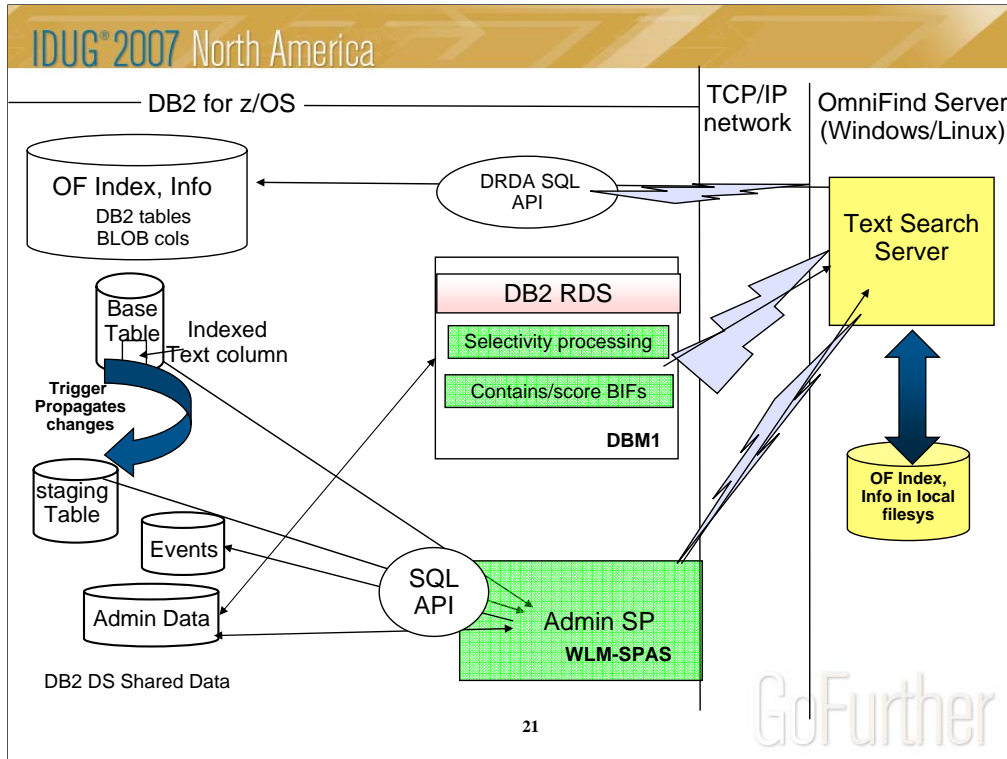 IDUG® 2007 North America
DB2 for z/OS
TCP/IP
network
OmniFind Server
(Windows/Linux)
OF Index, Info
DB2 tables
BLOB cols
DRDA SQL
API
Text Search
Server
DB2 RDS
Selectivity processing
Contains/score BIFs
DBM1
Base
Table
Indexed
Text column
Trigger
Propagates
changes
staging
Table
Events
Admin Data
SQL
API
Admin SP
WLM-SPAS
OF Index,
Info in local
filesys
DB2 DS Shared Data
21
GoFurther